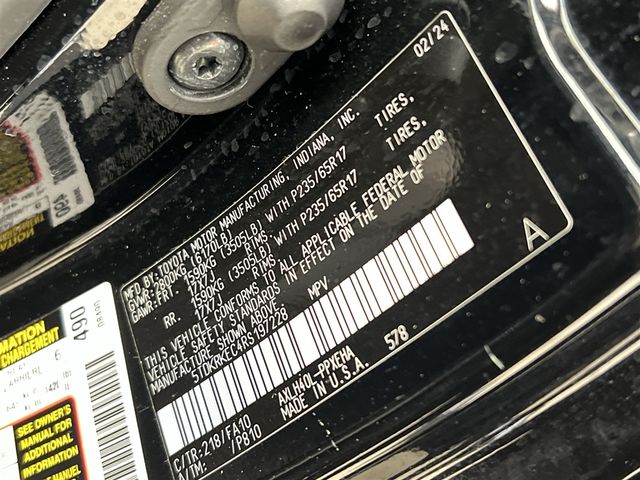 MFD.BY:TOYOTA MOTOR MANUFACTURING, INDIANA, INC. 02/24
GVWR:2800KG (6170LB)
GAWR:FRT 1590KG (3505LB) WITH P235/65R17 TIRES,
17X7J RIMS
RR. 1590KG (3505LB) WITH P235/65R17 TIRES,
17X7J RIMS
THIS VEHICLE CONFORMS TO ALL APPLICABLE FEDERAL MOTOR
VEHICLE SAFETY STANDARDS IN EFFECT ON THE DATE OF
MANUFACTURE SHOWN ABOVE.
5TDKRKEC4RS197228 MPV
A
C/TR:218/FA10 AXLH40L-PPXFHA 578
A/TM: /P810 MADE IN U.S.A.
490
6
SEE OWNER'S
MANUAL FOR
ADDITIONAL
INFORMATION